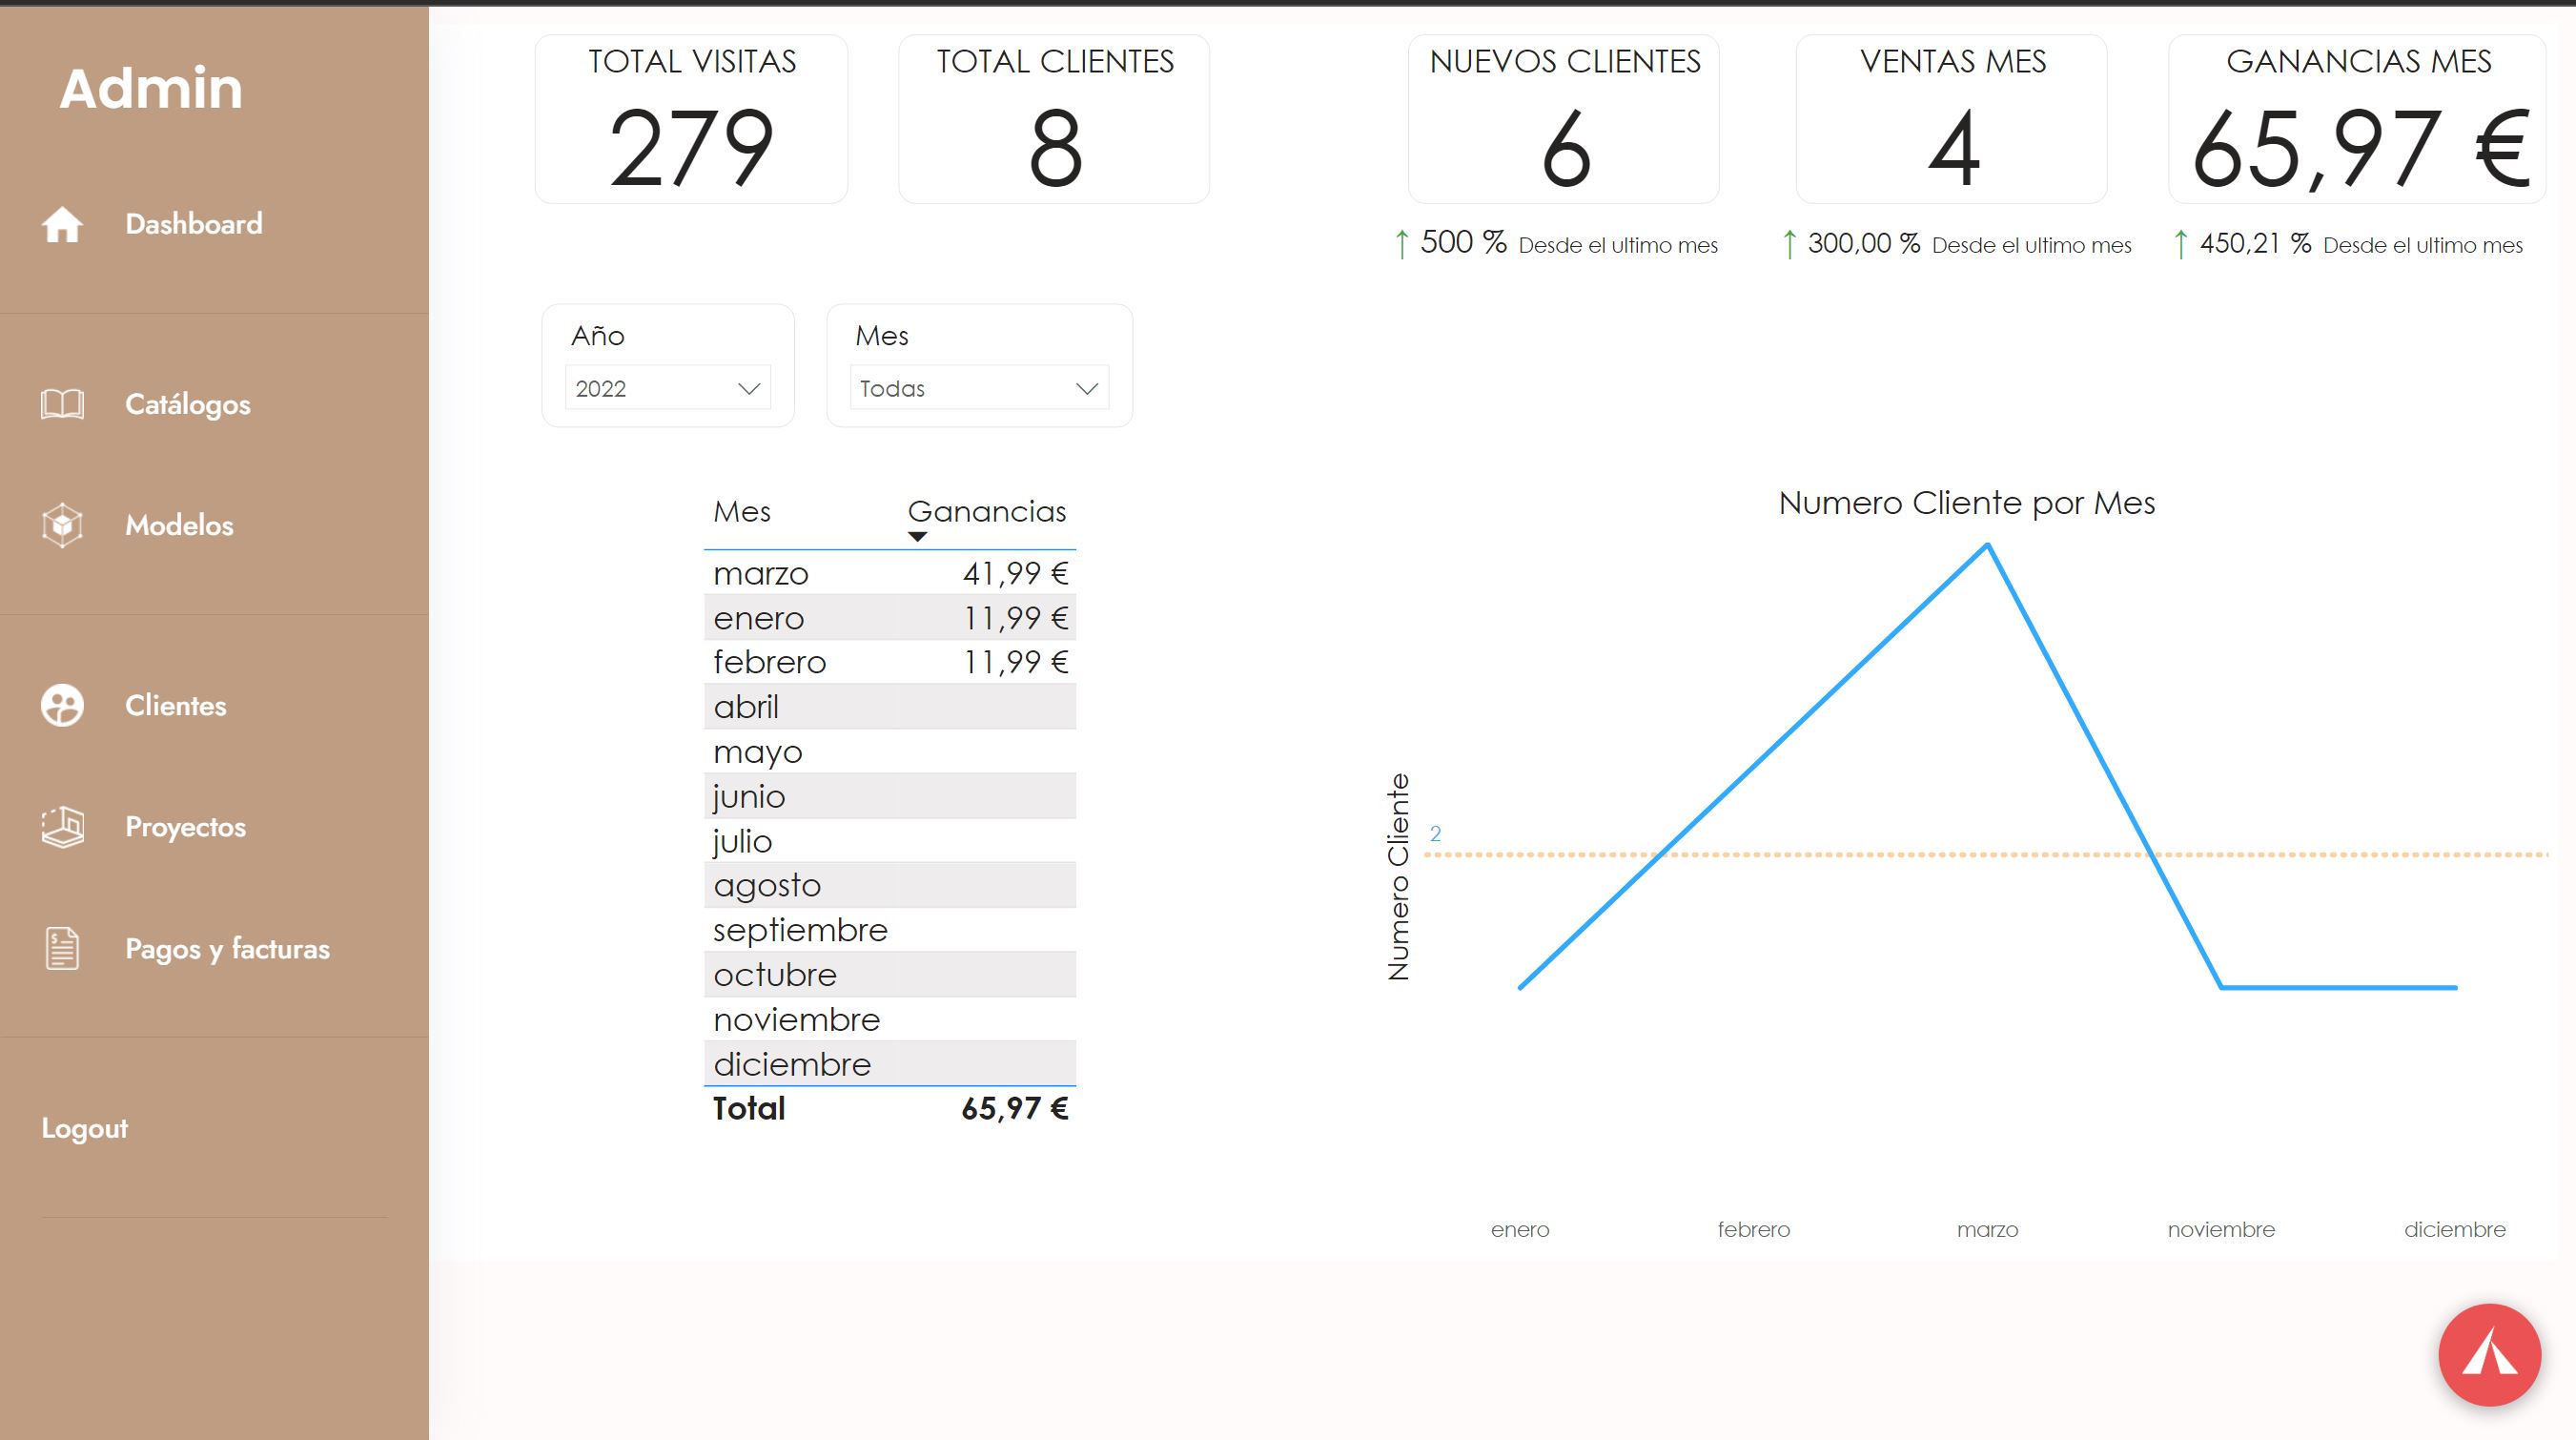 Admin
Dashboard
Catálogos
Modelos
Clientes
Proyectos
Pagos y facturas
Logout
TOTAL VISITAS
279
TOTAL CLIENTES
8
NUEVOS CLIENTES
6
↑ 500 % Desde el ultimo mes
VENTAS MES
4
↑ 300,00 % Desde el ultimo mes
GANANCIAS MES
65,97 €
↑ 450,21 % Desde el ultimo mes
Año
2022
Mes
Todas
Mes Ganancias
marzo 41,99 €
enero 11,99 €
febrero 11,99 €
abril
mayo
junio
julio
agosto
septiembre
octubre
noviembre
diciembre
Total 65,97 €
Numero Cliente por Mes
Numero Cliente
2
enero febrero marzo noviembre diciembre